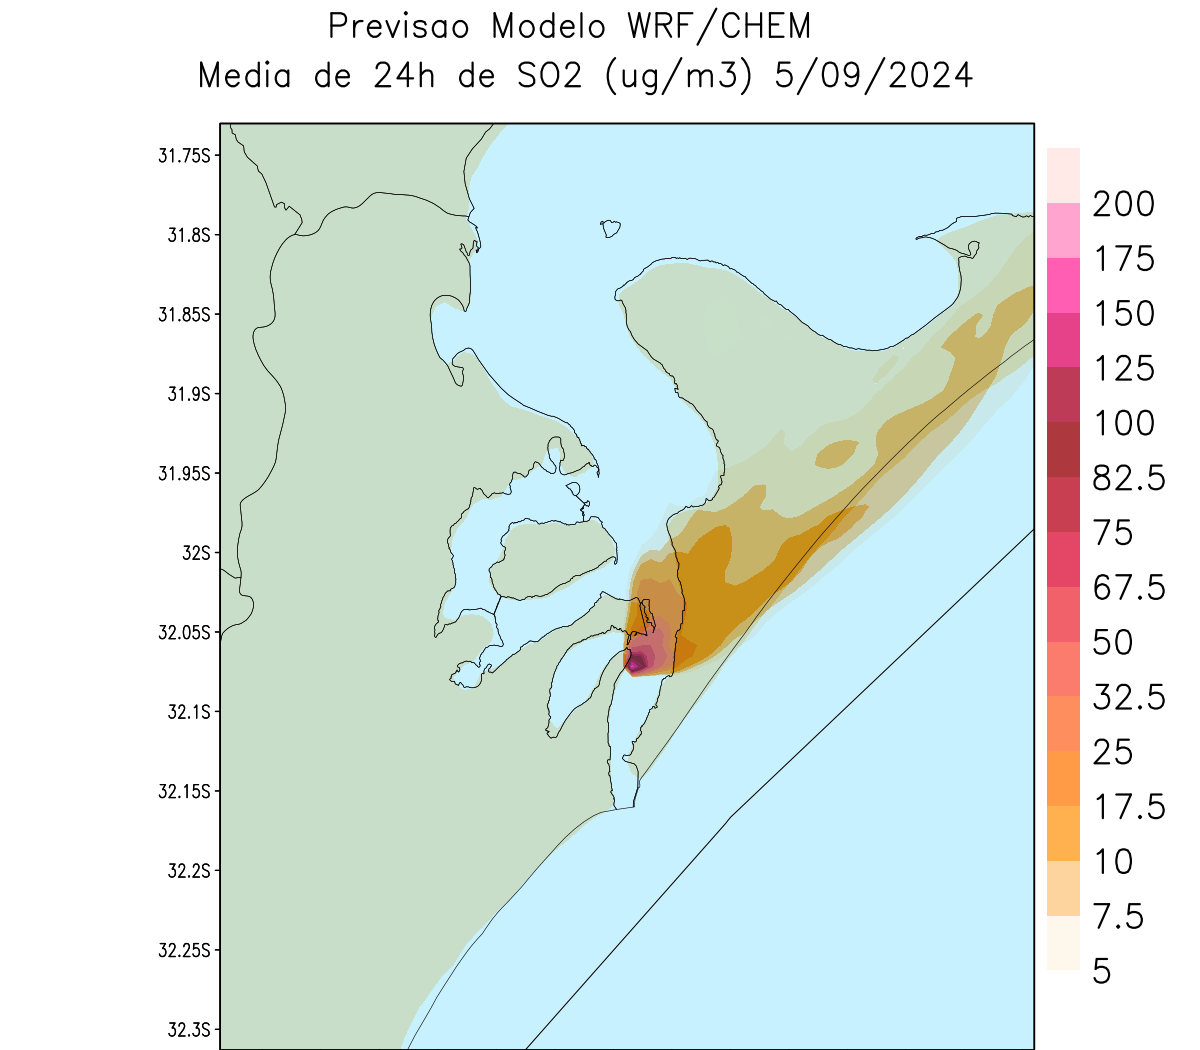 Previsao Modelo WRF/CHEM
Media de 24h de SO2 (ug/m3) 5/09/2024
31.75S
31.8S
31.85S
31.9S
31.95S
32S
32.05S
32.1S
32.15S
32.2S
32.25S
32.3S
200
175
150
125
100
82.5
75
67.5
50
32.5
25
17.5
10
7.5
5